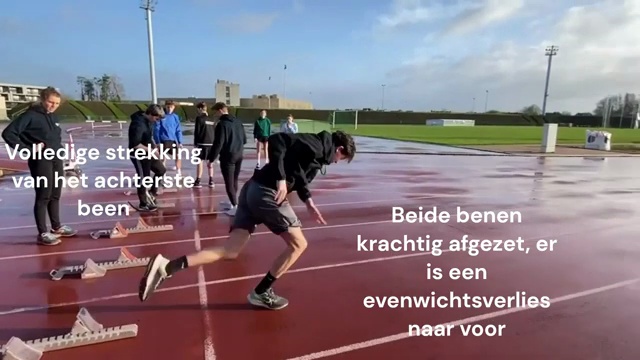 Volledige strekking
van het achterste
been
Beide benen
krachtig afgezet, er
is een
evenwichtsverlies
naar voor